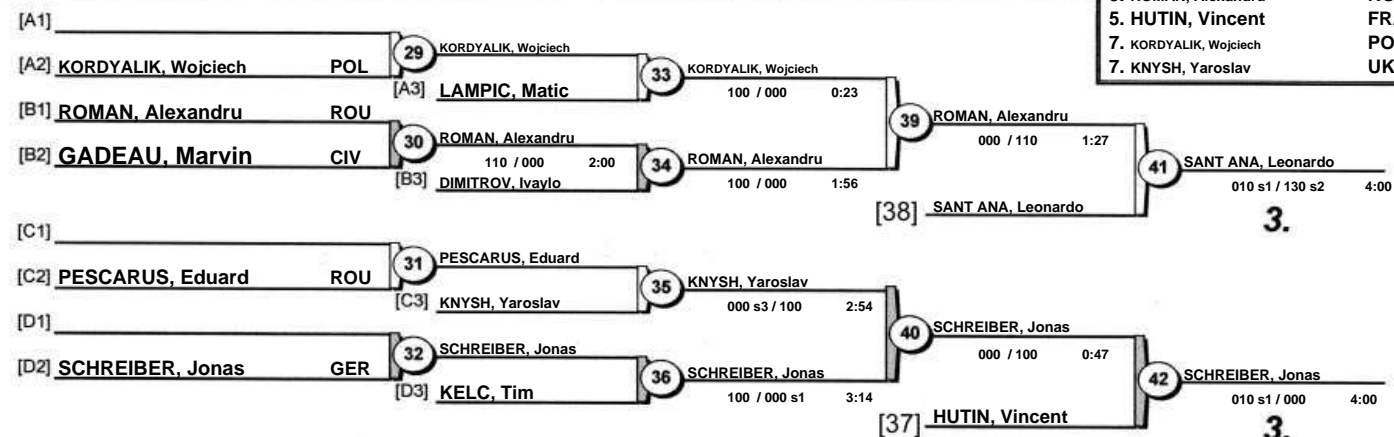 5. HUTIN, Vincent
7. KORDYALIK, Wojciech
7. KNYSH, Yaroslav
[A1]
[A2] KORDYALIK, Wojciech POL
29
KORDYALIK, Wojciech
[A3] LAMPIC, Matic
33
KORDYALIK, Wojciech
100 / 000 0:23
[B1] ROMAN, Alexandru ROU
[B2] GADEAU, Marvin CIV
30
ROMAN, Alexandru
110 / 000 2:00
[B3] DIMITROV, Ivaylo
34
ROMAN, Alexandru
100 / 000 1:56
39
ROMAN, Alexandru
000 / 110 1:27
[38] SANT ANA, Leonardo
41
SANT ANA, Leonardo
010 s1 / 130 s2 4:00
3.
[C1]
[C2] PESCARUS, Eduard ROU
31
PESCARUS, Eduard
[C3] KNYSH, Yaroslav
35
KNYSH, Yaroslav
000 s3 / 100 2:54
[D1]
[D2] SCHREIBER, Jonas GER
32
SCHREIBER, Jonas
[D3] KELC, Tim
36
SCHREIBER, Jonas
100 / 000 s1 3:14
40
SCHREIBER, Jonas
000 / 100 0:47
[37] HUTIN, Vincent
42
SCHREIBER, Jonas
010 s1 / 000 4:00
3.